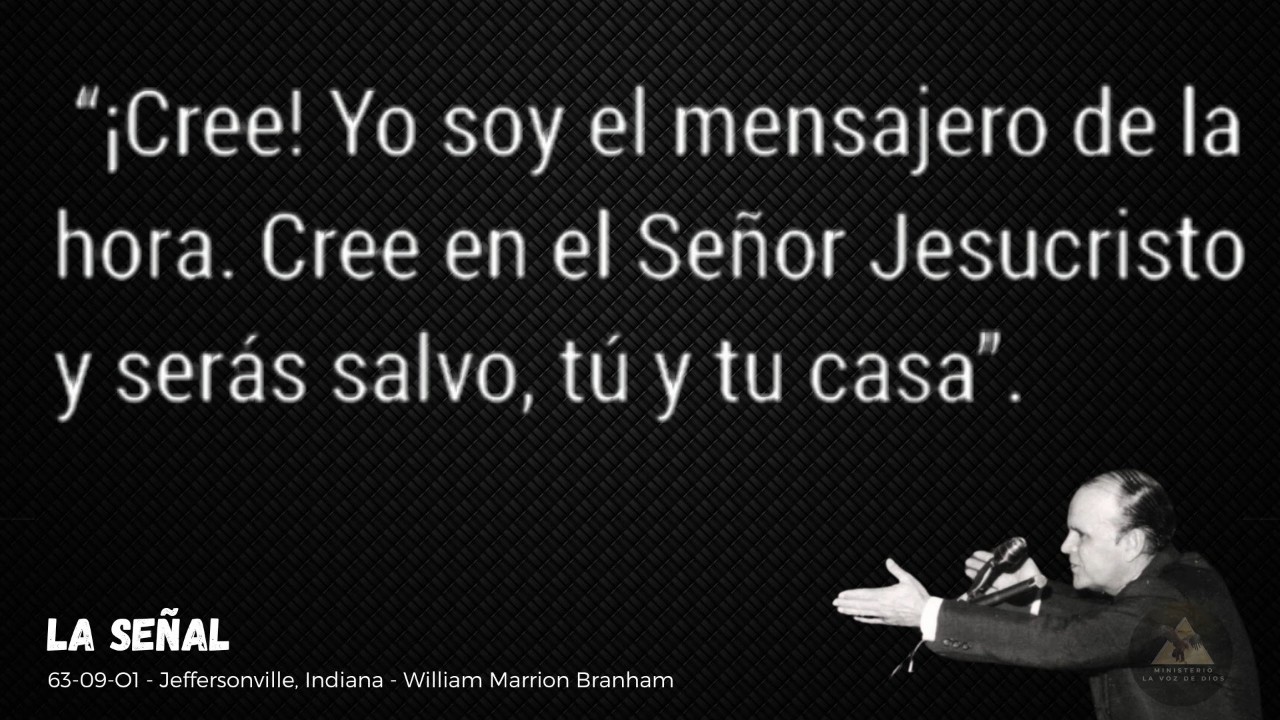 “¡Cree! Yo soy el mensajero de la
hora. Cree en el Señor Jesucristo
y serás salvo, tú y tu casa”.
LA SEÑAL
63-09-O1 - Jeffersonville, Indiana - William Marrion Branham
MINISTERIO
LA VOZ DE DIOS